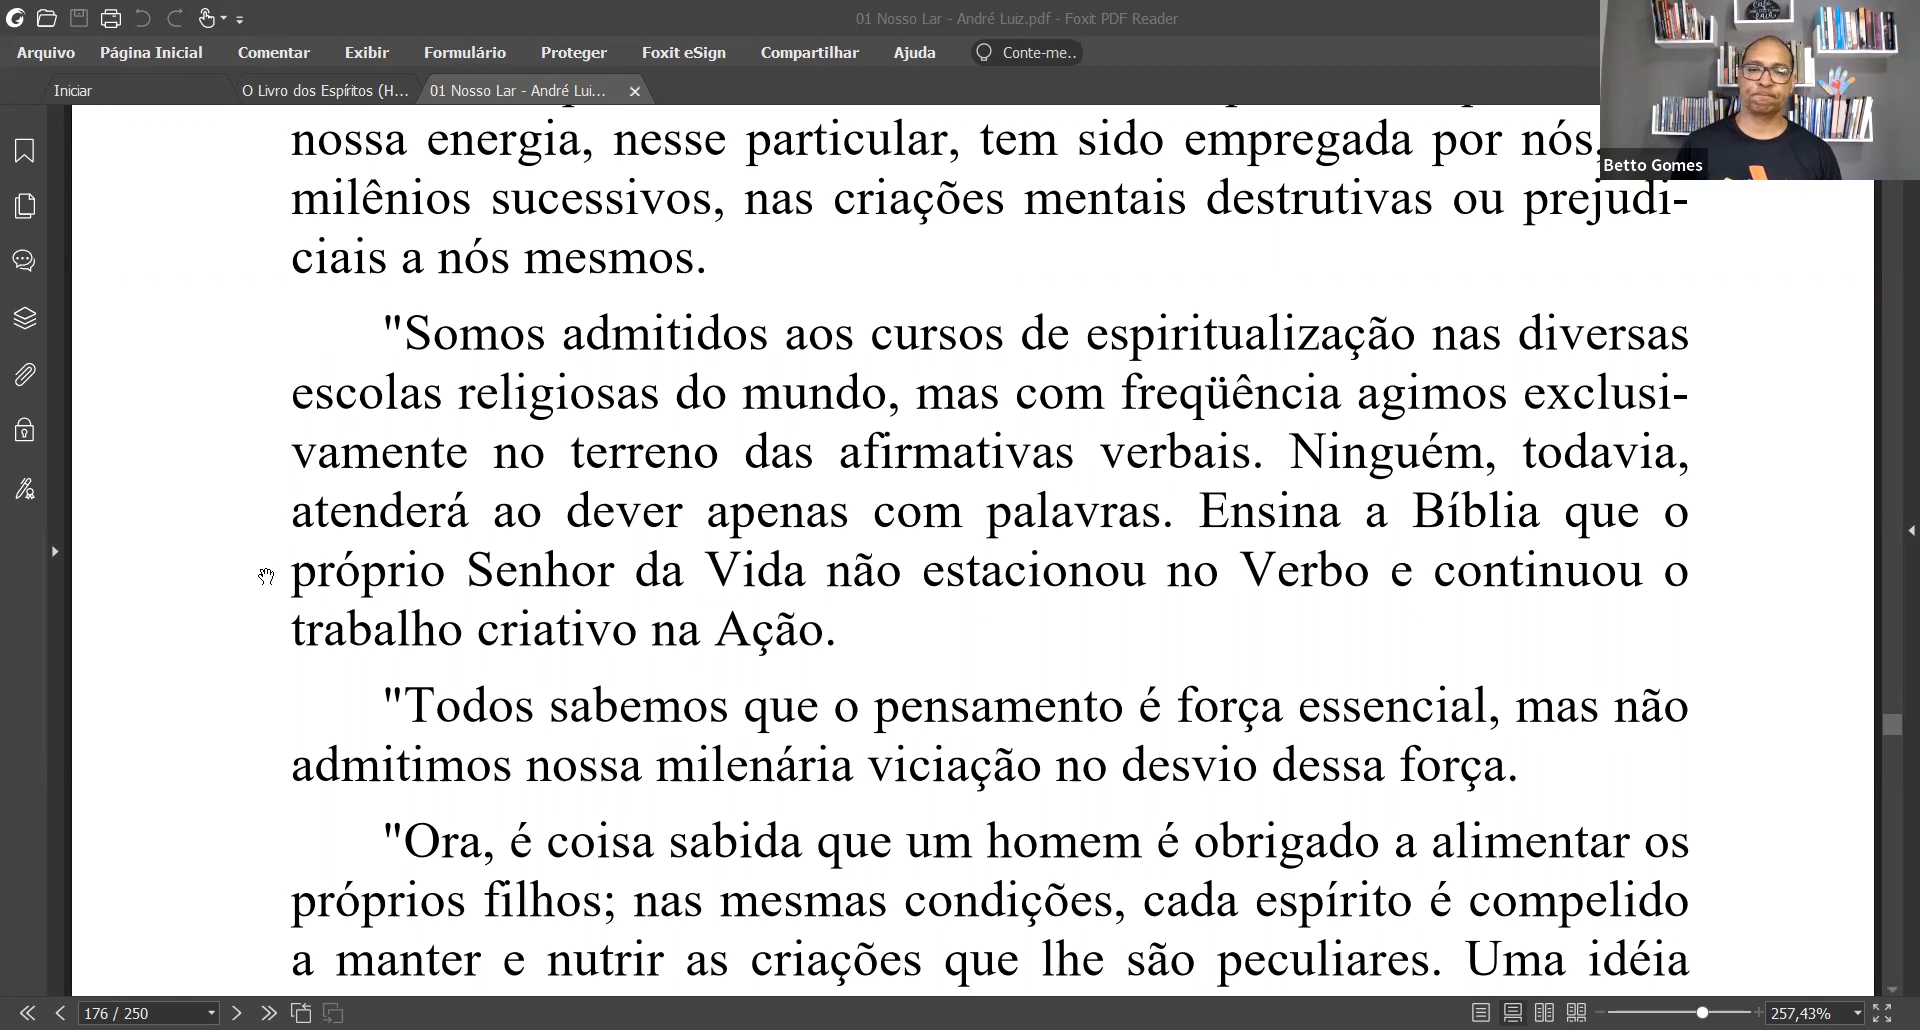 01 Nosso Lar - André Luiz.pdf - Foxit PDF Reader
Arquivo Página Inicial Comentar Exibir Formulário Proteger Foxit eSign Compartilhar Ajuda Conte-me..
Iniciar O Livro dos Espíritos (H... 01 Nosso Lar - André Lui...
nossa energia, nesse particular, tem sido empregada por nós,
Betto Gomes
milênios sucessivos, nas criações mentais destrutivas ou prejudi-
ciais a nós mesmos.
"Somos admitidos aos cursos de espiritualização nas diversas
escolas religiosas do mundo, mas com freqüência agimos exclusi-
vamente no terreno das afirmativas verbais. Ninguém, todavia,
atenderá ao dever apenas com palavras. Ensina a Bíblia que o
próprio Senhor da Vida não estacionou no Verbo e continuou o
trabalho criativo na Ação.
"Todos sabemos que o pensamento é força essencial, mas não
admitimos nossa milenária viciação no desvio dessa força.
"Ora, é coisa sabida que um homem é obrigado a alimentar os
próprios filhos; nas mesmas condições, cada espírito é compelido
a manter e nutrir as criações que lhe são peculiares. Uma idéia
176 / 250 257,43%